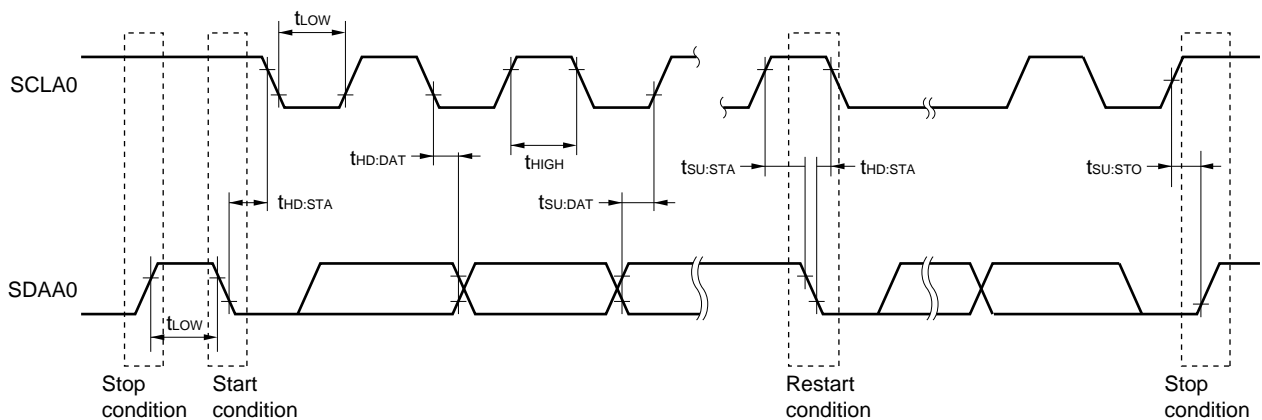 tLOW
SCLA0
tHD:DAT
tHIGH
tSU:STA
tHD:STA
tSU:STO
tHD:STA
tSU:DAT
SDAA0
tLOW
Stop
condition
Start
condition
Restart
condition
Stop
condition